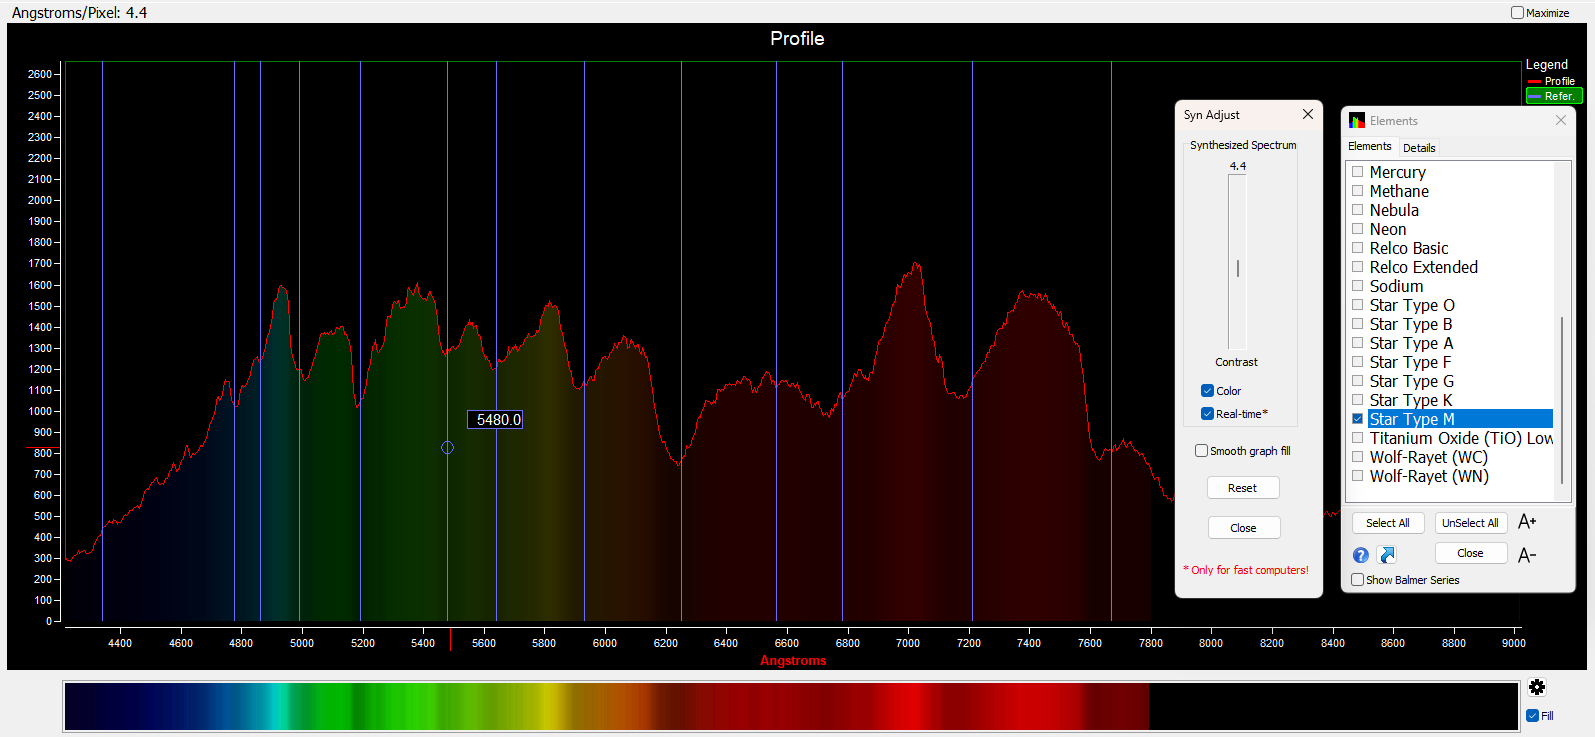 Angstroms/Pixel: 4.4
Maximize
Profile
2600
2500
2400
2300
2200
2100
2000
1900
1800
1700
1600
1500
1400
1300
1200
1100
1000
900
800
700
600
500
400
300
200
100
0
5480.0
4400 4600 4800 5000 5200 5400 5600 5800 6000 6200 6400 6600 6800 7000 7200 7400 7600 7800 8000 8200 8400 8600 8800 9000
Angstroms
Legend
Profile
Refer.
Syn Adjust
Synthesized Spectrum
4.4
Contrast
Color
Real-time*
Smooth graph fill
Reset
Close
* Only for fast computers!
Elements
Elements Details
Mercury
Methane
Nebula
Neon
Relco Basic
Relco Extended
Sodium
Star Type O
Star Type B
Star Type A
Star Type F
Star Type G
Star Type K
Star Type M
Titanium Oxide (TiO) Low
Wolf-Rayet (WC)
Wolf-Rayet (WN)
Select All UnSelect All A+
? Close A-
Show Balmer Series
Fill